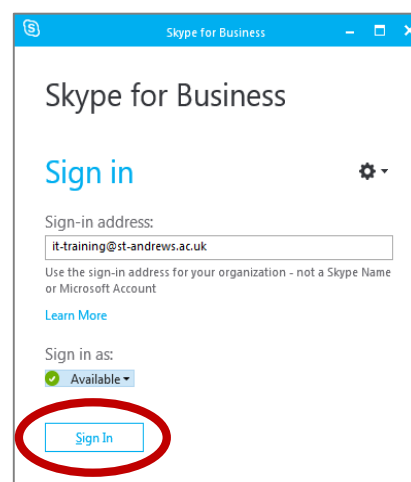 Skype for Business
Skype for Business
Sign in
Sign-in address:
it-training@st-andrews.ac.uk
Use the sign-in address for your organization - not a Skype Name
or Microsoft Account
Learn More
Sign in as:
Available
Sign In